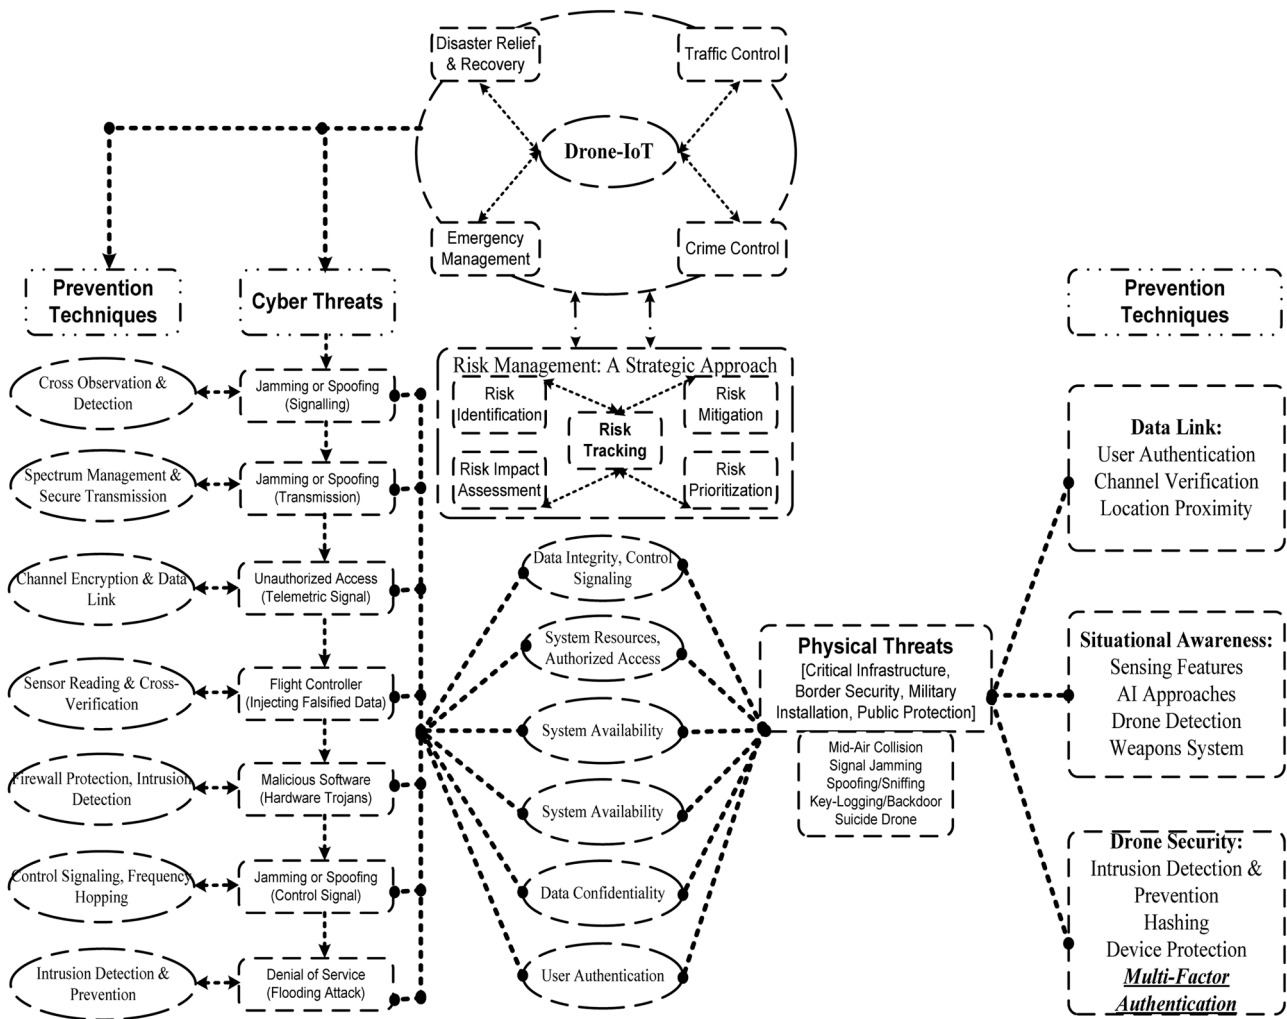 Disaster Relief
& Recovery
Traffic Control
Drone-IoT
Emergency
Management
Crime Control
Prevention
Techniques
Cyber Threats
Cross Observation &
Detection
Jamming or Spoofing
(Signalling)
Spectrum Management &
Secure Transmission
Jamming or Spoofing
(Transmission)
Channel Encryption & Data
Link
Unauthorized Access
(Telemetric Signal)
Sensor Reading & Cross-
Verification
Flight Controller
(Injecting Falsified Data)
Firewall Protection, Intrusion
Detection
Malicious Software
(Hardware Trojans)
Control Signaling, Frequency
Hopping
Jamming or Spoofing
(Control Signal)
Intrusion Detection &
Prevention
Denial of Service
(Flooding Attack)
Risk Management: A Strategic Approach
Risk
Identification
Risk
Mitigation
Risk
Tracking
Risk Impact
Assessment
Risk
Prioritization
Data Integrity, Control
Signaling
System Resources,
Authorized Access
System Availability
System Availability
Data Confidentiality
User Authentication
Physical Threats
[Critical Infrastructure,
Border Security, Military
Installation, Public Protection]
Mid-Air Collision
Signal Jamming
Spoofing/Sniffing
Key-Logging/Backdoor
Suicide Drone
Prevention
Techniques
Data Link:
User Authentication
Channel Verification
Location Proximity
Situational Awareness:
Sensing Features
AI Approaches
Drone Detection
Weapons System
Drone Security:
Intrusion Detection &
Prevention
Hashing
Device Protection
Multi-Factor
Authentication